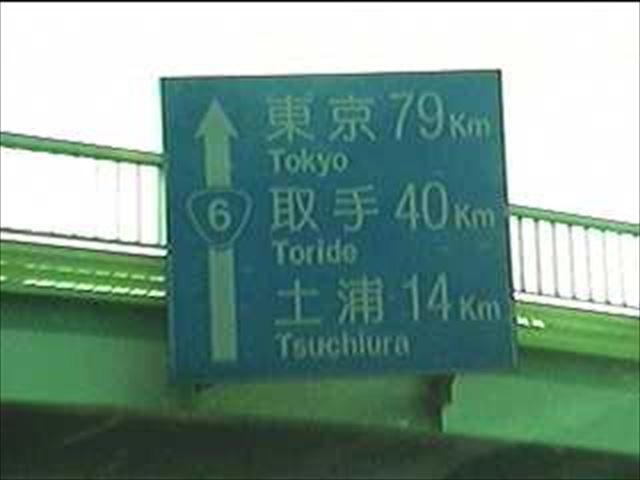 東京 79Km
Tokyo
6
取手 40Km
Toride
土浦 14Km
Tsuchiura